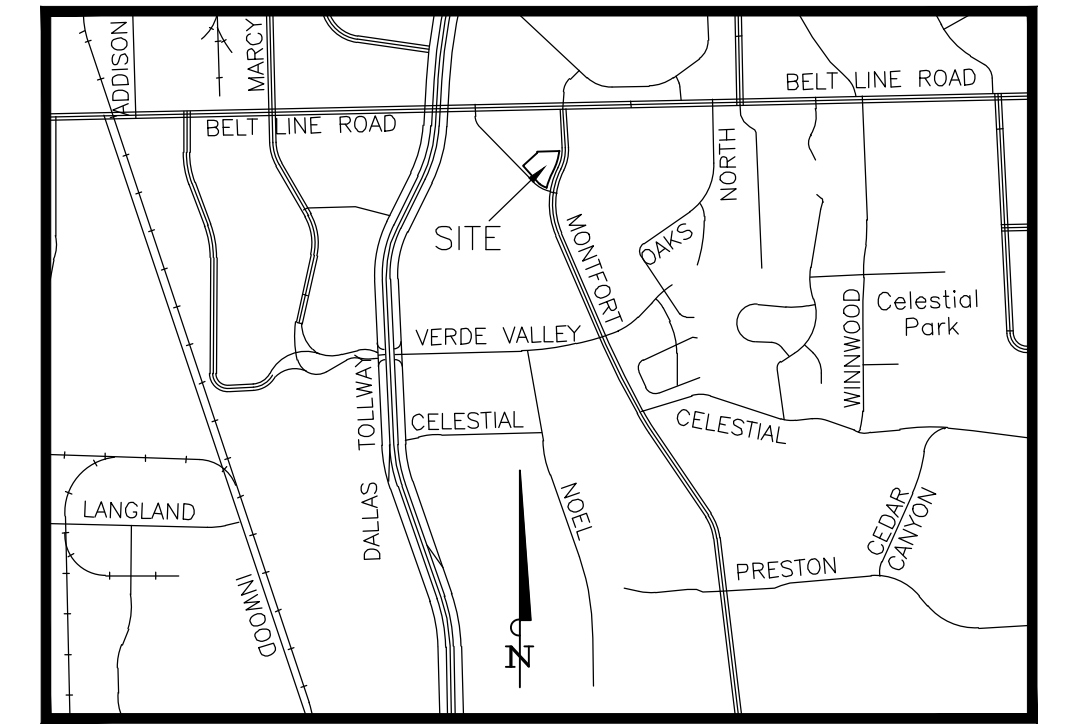 ADDISON
MARCY
BELT LINE ROAD
BELT LINE ROAD
NORTH
SITE
MONTFORT
OAKS
Celestial
Park
VERDE VALLEY
WINNWOOD
DALLAS TOLLWAY
CELESTIAL
CELESTIAL
LANGLAND
NOEL
CEDAR
CANYON
PRESTON
INWOOD
N